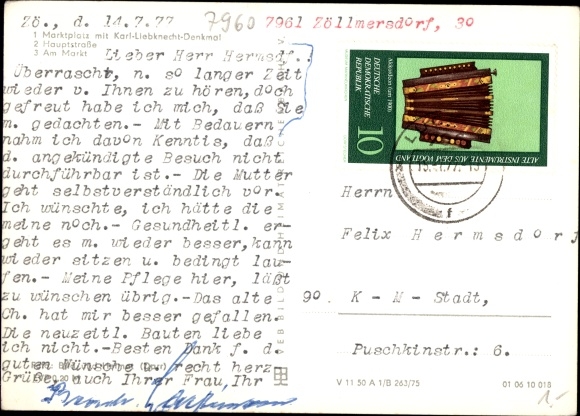 Zö., d. 14.7.77 7960 7961 Zöllmersdorf, 30
1 Marktplatz mit Karl-Liebknecht-Denkmal
2 Hauptstraße
3 Am Markt
Lieber Herr Hermsdf.:
Überrascht, n. so langer Zeit
wieder v. Ihnen zu hören, doch
gefreut habe ich mich, daß Sie
m. gedachten.- Mit Bedauern
nahm ich davon Kenntis, daß
d. angekündigte Besuch nicht
durchführbar ist.- Die Mutter
geht selbstverständlich vor.
Ich wünschte, ich hätte die
meine noch.- Gesundheitl. er-
geht es m. wieder besser, kann
wieder sitzen u. bedingt lau-
fen.- Meine Pflege hier, läßt
zu wünschen übrig.-Das alte
Ch. hat mir besser gefallen.
Die neuzeitl. Bauten liebe
ich nicht.-Besten Dank f. d.
guten Wünsche u. recht herz
Grüße, auch Ihrer Frau, Ihr
Akkordeon (um 1900)
DEUTSCHE
DEMOKRATISCHE
REPUBLIK
10
ALTE INSTRUMENTE AUS DEM VOGTLAND
f
Herrn
Felix Hermsdorf
90. K - M - Stadt,
Puschkinstr.: 6.
V 11 50 A 1/B 263/75
01 06 10 018
1.-